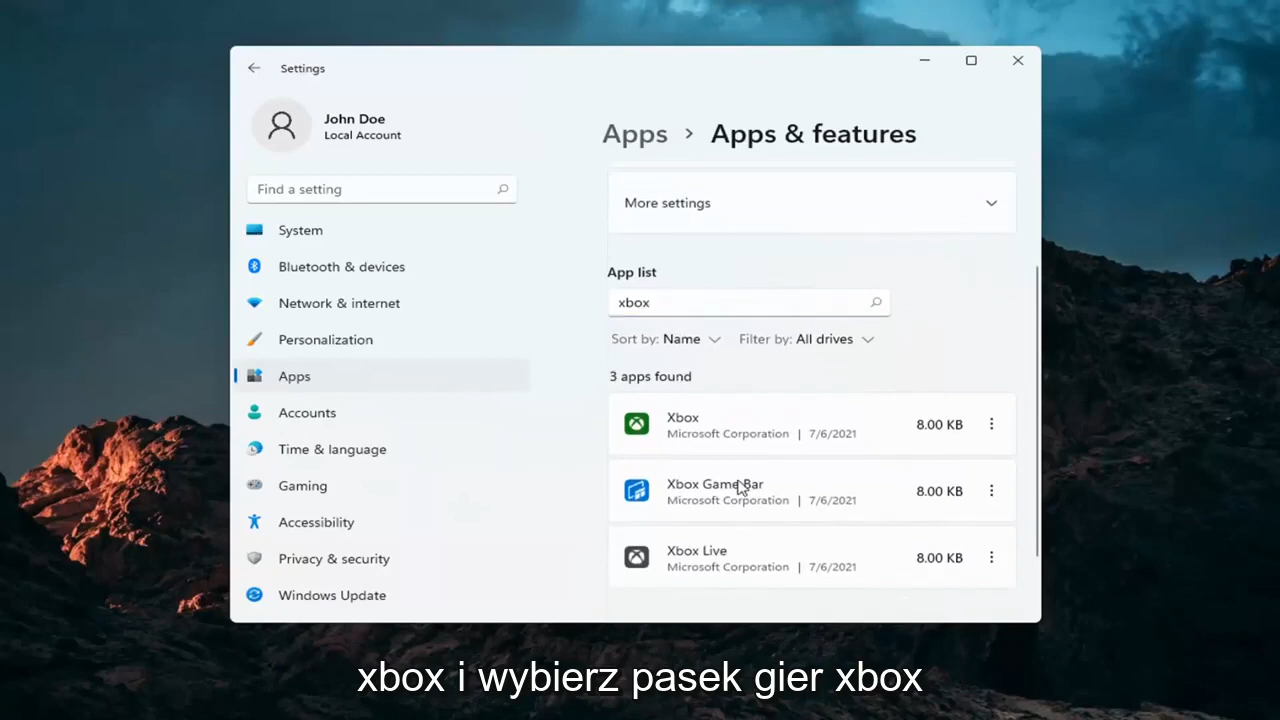 Settings
John Doe
Local Account
Find a setting
System
Bluetooth & devices
Network & internet
Personalization
Apps
Accounts
Time & language
Gaming
Accessibility
Privacy & security
Windows Update
Apps > Apps & features
More settings
App list
xbox
Sort by: Name Filter by: All drives
3 apps found
Xbox
Microsoft Corporation | 7/6/2021
8.00 KB
Xbox Game Bar
Microsoft Corporation | 7/6/2021
8.00 KB
Xbox Live
Microsoft Corporation | 7/6/2021
8.00 KB
xbox i wybierz pasek gier xbox